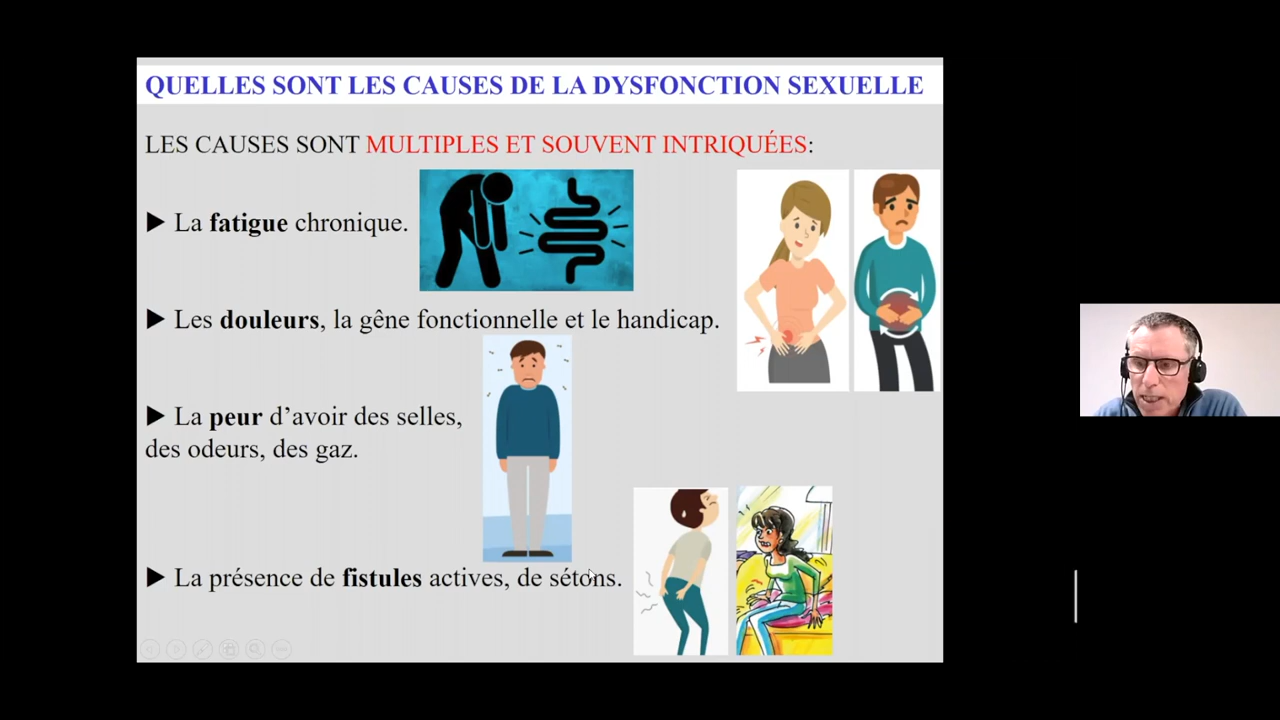 QUELLES SONT LES CAUSES DE LA DYSFONCTION SEXUELLE
LES CAUSES SONT MULTIPLES ET SOUVENT INTRIQUÉES:
► La fatigue chronique.
► Les douleurs, la gêne fonctionnelle et le handicap.
► La peur d’avoir des selles,
des odeurs, des gaz.
► La présence de fistules actives, de sétons.